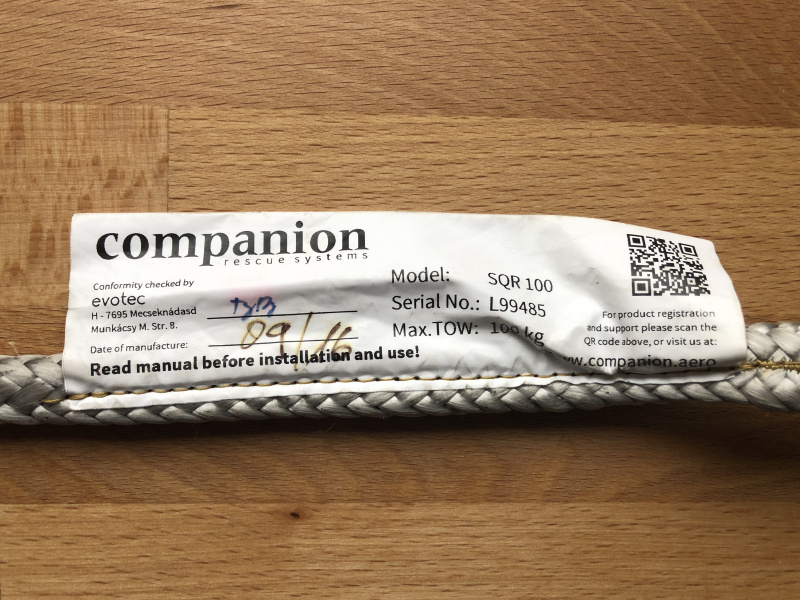 companion
rescue systems
Conformity checked by
evotec
H - 7695 Mecseknádasd
Munkácsy M. Str. 8.
Date of manufacture:
09/16
Read manual before installation and use!
Model: SQR 100
Serial No.: L99485
Max.TOW: 100 kg
For product registration
and support please scan the
QR code above, or visit us at:
www.companion.aero